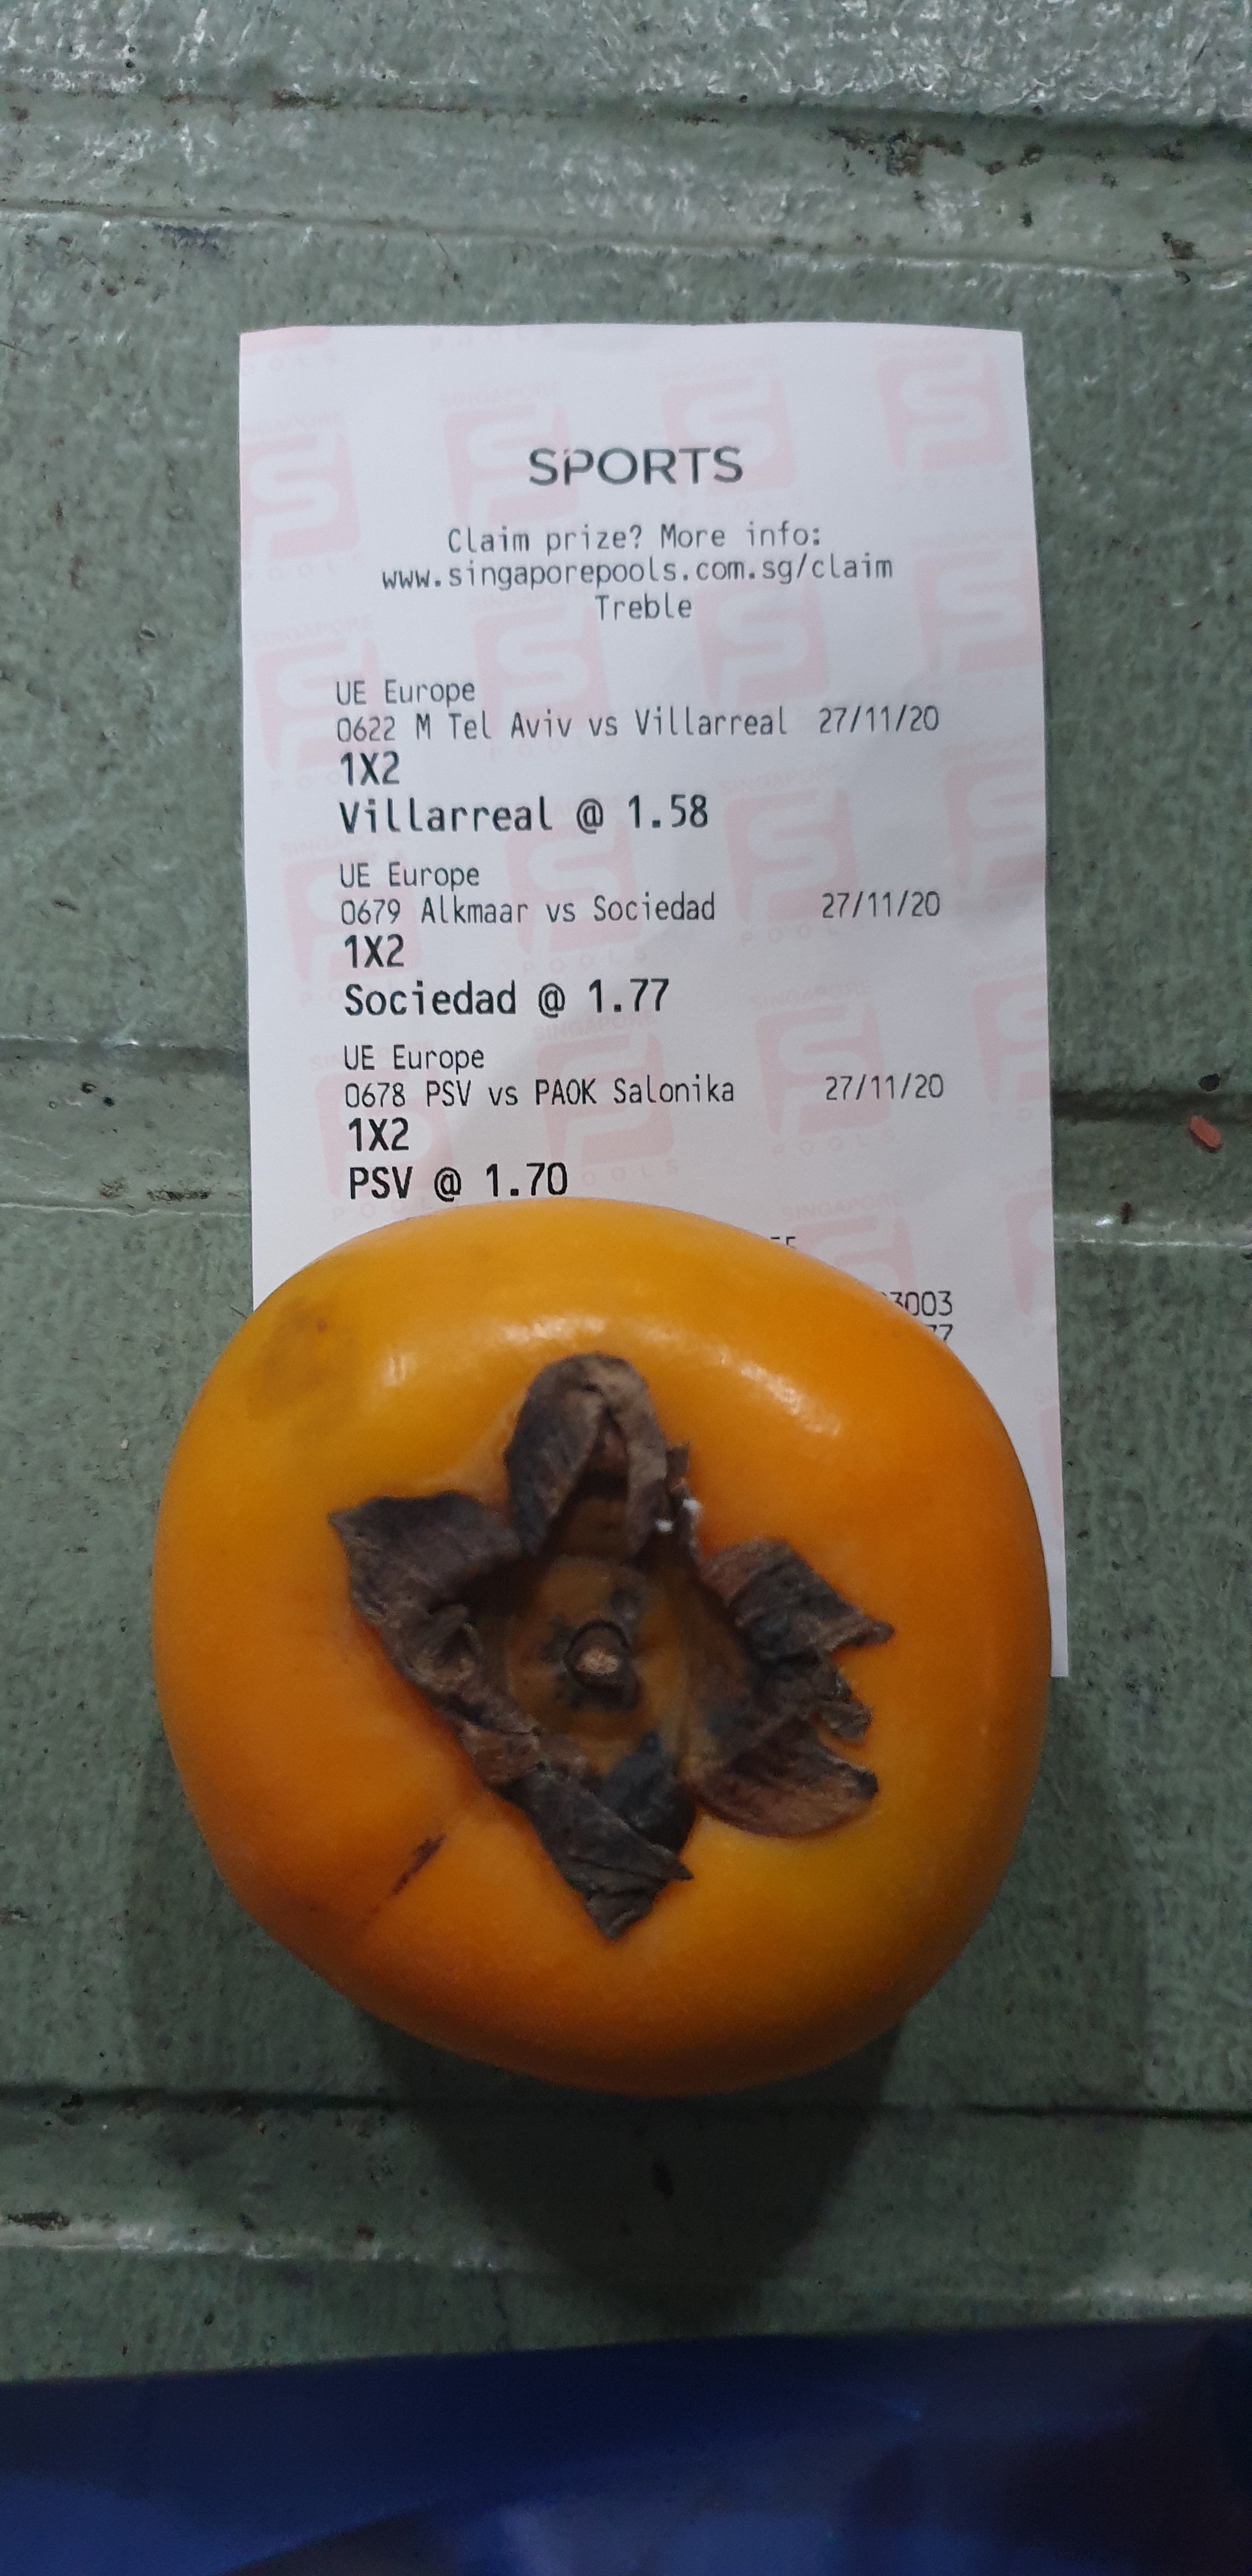 SPORTS
Claim prize? More info:
www.singaporepools.com.sg/claim
Treble
UE Europe
0622 M Tel Aviv vs Villarreal 27/11/20
1X2
Villarreal @ 1.58
UE Europe
0679 Alkmaar vs Sociedad 27/11/20
1X2
Sociedad @ 1.77
UE Europe
0678 PSV vs PAOK Salonika 27/11/20
1X2
PSV @ 1.70
3003